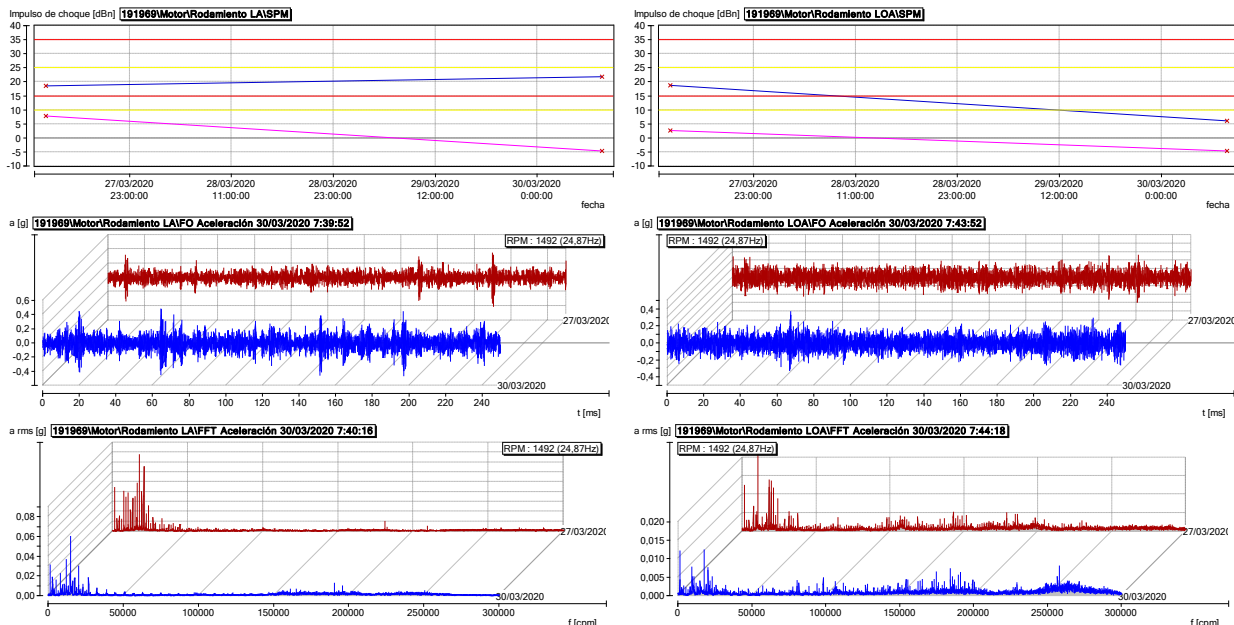 Impulso de choque [dBn] 191969\Motor\Rodamiento LA\SPM
40
35
30
25
20
15
10
5
0
-5
-10
27/03/2020 28/03/2020 28/03/2020 29/03/2020 30/03/2020
23:00:00 11:00:00 23:00:00 12:00:00 0:00:00
fecha
Impulso de choque [dBn] 191969\Motor\Rodamiento LOA\SPM
40
35
30
25
20
15
10
5
0
-5
-10
27/03/2020 28/03/2020 28/03/2020 29/03/2020 30/03/2020
23:00:00 11:00:00 23:00:00 12:00:00 0:00:00
fecha
a [g] 191969\Motor\Rodamiento LA\FO Aceleración 30/03/2020 7:39:52
RPM : 1492 (24,87Hz)
0,6
0,4
0,2
0,0
-0,2
-0,4
27/03/2020
30/03/2020
0 20 40 60 80 100 120 140 160 180 200 220 240
t [ms]
a [g] 191969\Motor\Rodamiento LOA\FO Aceleración 30/03/2020 7:43:52
RPM : 1492 (24,87Hz)
0,4
0,2
0,0
-0,2
-0,4
27/03/2020
30/03/2020
0 20 40 60 80 100 120 140 160 180 200 220 240
t [ms]
a rms [g] 191969\Motor\Rodamiento LA\FFT Aceleración 30/03/2020 7:40:16
RPM : 1492 (24,87Hz)
0,08
0,06
0,04
0,02
0,00
27/03/2020
30/03/2020
0 50000 100000 150000 200000 250000 300000
f [cpm]
a rms [g] 191969\Motor\Rodamiento LOA\FFT Aceleración 30/03/2020 7:44:18
RPM : 1492 (24,87Hz)
0,020
0,015
0,010
0,005
0,000
27/03/2020
30/03/2020
0 50000 100000 150000 200000 250000 300000
f [cpm]